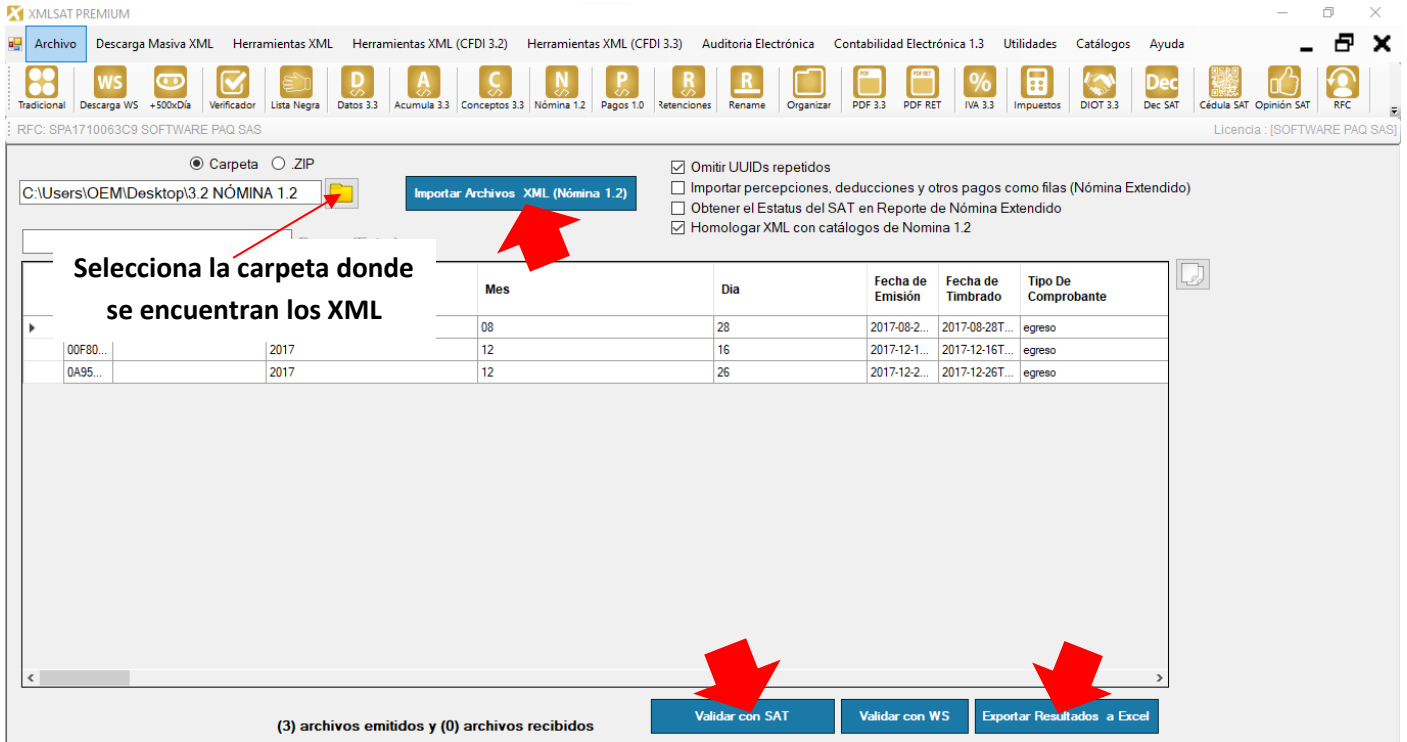 XMLSAT PREMIUM
Archivo Descarga Masiva XML Herramientas XML Herramientas XML (CFDI 3.2) Herramientas XML (CFDI 3.3) Auditoria Electrónica Contabilidad Electrónica 1.3 Utilidades Catálogos Ayuda
WS D A C N P R R PDF PDF RET % Dec
Tradicional Descarga WS +500xDía Verificador Lista Negra Datos 3.3 Acumula 3.3 Conceptos 3.3 Nómina 1.2 Pagos 1.0 Retenciones Rename Organizar PDF 3.3 PDF RET IVA 3.3 Impuestos DIOT 3.3 Dec SAT Cédula SAT Opinión SAT RFC
RFC: SPA1710063C9 SOFTWARE PAQ SAS Licencia : [SOFTWARE PAQ SAS]
Carpeta .ZIP
C:\Users\OEM\Desktop\3.2 NÓMINA 1.2
Importar Archivos XML (Nómina 1.2)
Omitir UUIDs repetidos
Importar percepciones, deducciones y otros pagos como filas (Nómina Extendido)
Obtener el Estatus del SAT en Reporte de Nómina Extendido
Homologar XML con catálogos de Nomina 1.2
Selecciona la carpeta donde
se encuentran los XML
Mes Dia Fecha de Emisión Fecha de Timbrado Tipo De Comprobante
08 28 2017-08-2... 2017-08-28T... egreso
00F80... 2017 12 16 2017-12-1... 2017-12-16T... egreso
0A95... 2017 12 26 2017-12-2... 2017-12-26T... egreso
(3) archivos emitidos y (0) archivos recibidos
Validar con SAT Validar con WS Exportar Resultados a Excel